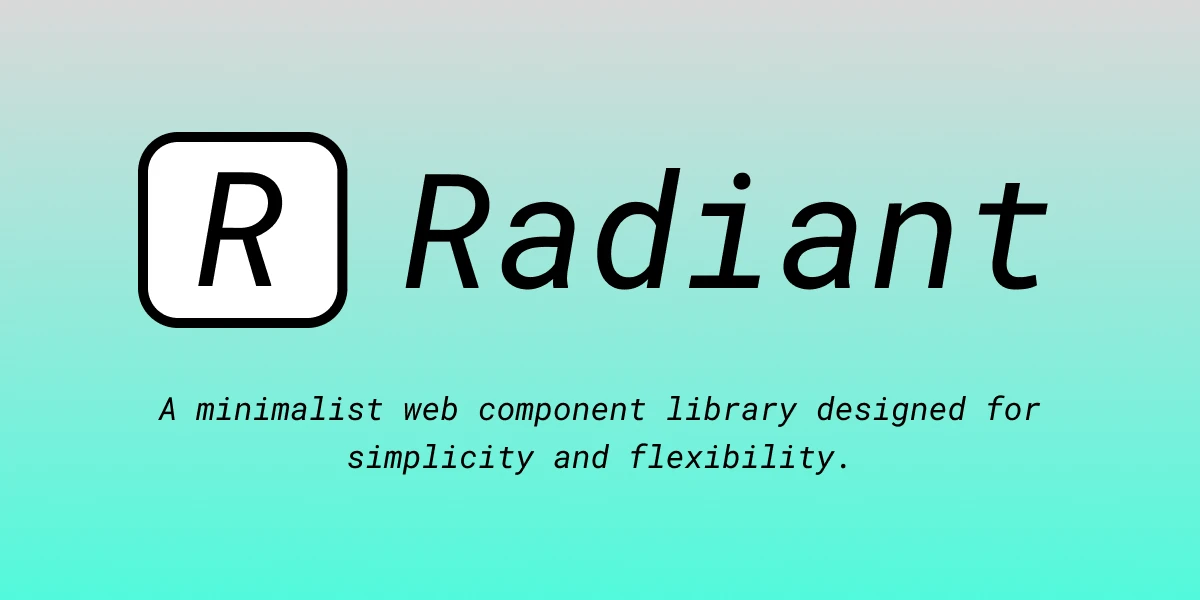 R Radiant
A minimalist web component library designed for
simplicity and flexibility.